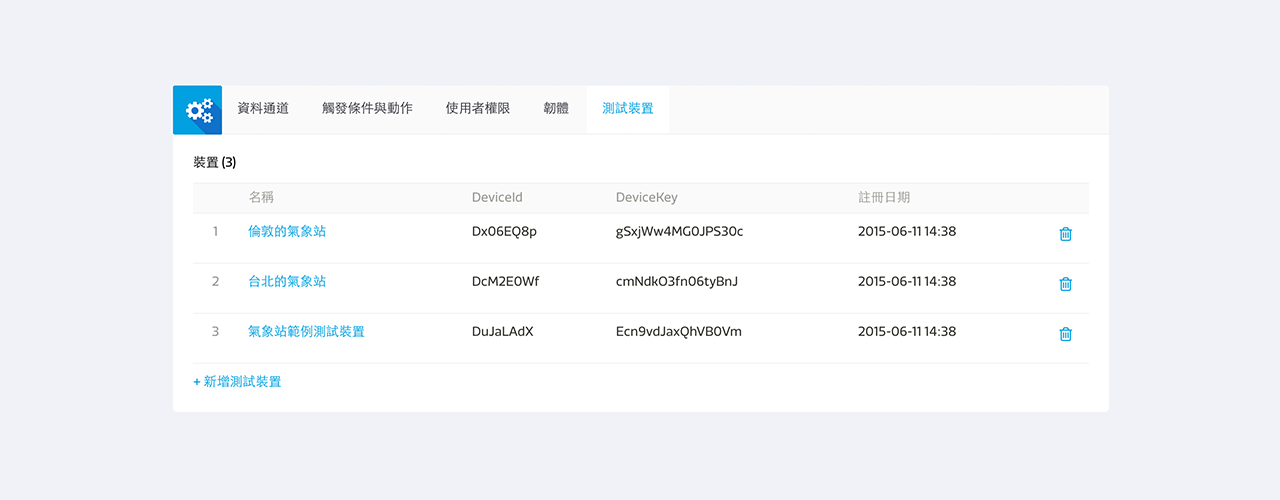 資料通道 觸發條件與動作 使用者權限 韌體 測試裝置
裝置 (3)
名稱 DeviceId DeviceKey 註冊日期
1 倫敦的氣象站 Dx06EQ8p gSxjWw4MG0JPS30c 2015-06-11 14:38
2 台北的氣象站 DcM2E0Wf cmNdkO3fn06tyBnJ 2015-06-11 14:38
3 氣象站範例測試裝置 DuJaLAdX Ecn9vdJaxQhVB0Vm 2015-06-11 14:38
+ 新增測試裝置